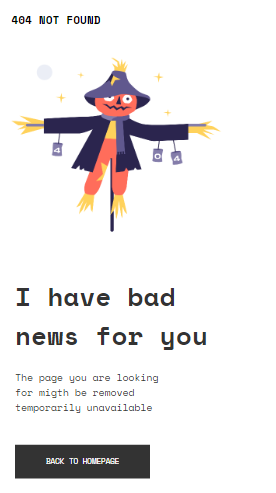 404 NOT FOUND
4
0
4
I have bad
news for you
The page you are looking
for migth be removed
temporarily unavailable
BACK TO HOMEPAGE